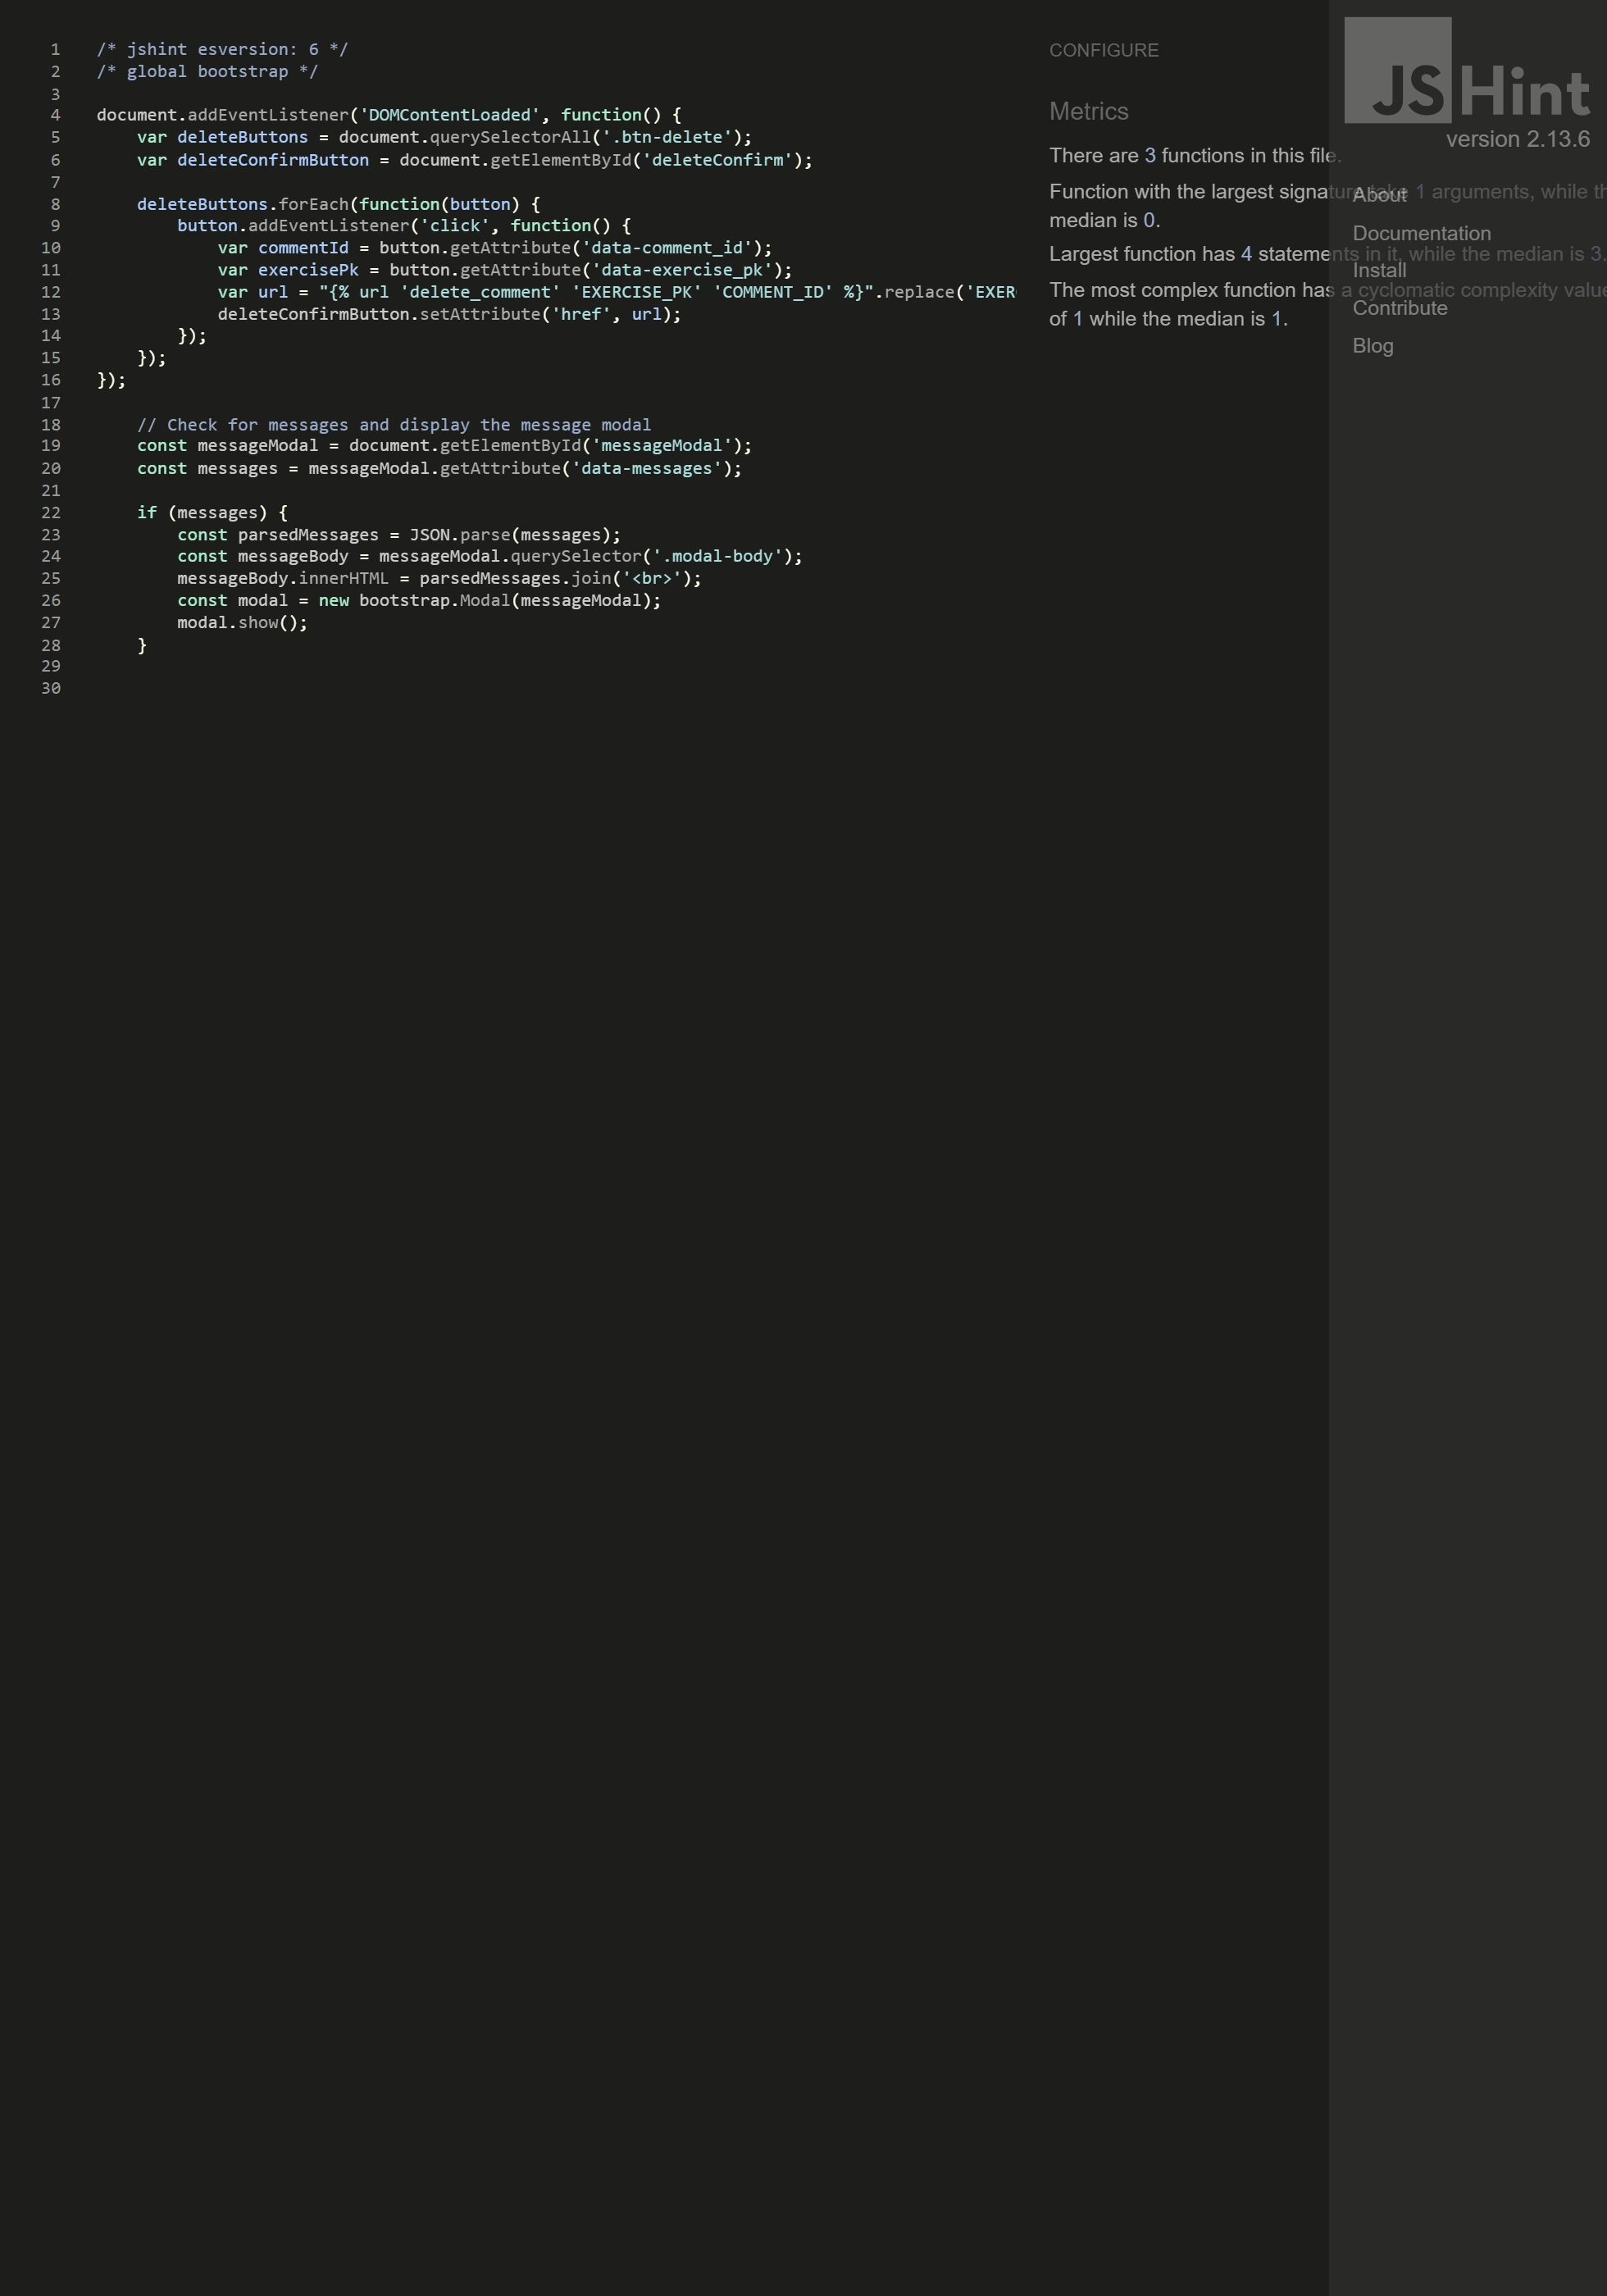 1 /* jshint esversion: 6 */
2 /* global bootstrap */
3
4 document.addEventListener('DOMContentLoaded', function() {
5     var deleteButtons = document.querySelectorAll('.btn-delete');
6     var deleteConfirmButton = document.getElementById('deleteConfirm');
7
8     deleteButtons.forEach(function(button) {
9         button.addEventListener('click', function() {
10             var commentId = button.getAttribute('data-comment_id');
11             var exercisePk = button.getAttribute('data-exercise_pk');
12             var url = "{% url 'delete_comment' 'EXERCISE_PK' 'COMMENT_ID' %}".replace('EXER
13             deleteConfirmButton.setAttribute('href', url);
14         });
15     });
16 });
17
18     // Check for messages and display the message modal
19     const messageModal = document.getElementById('messageModal');
20     const messages = messageModal.getAttribute('data-messages');
21
22     if (messages) {
23         const parsedMessages = JSON.parse(messages);
24         const messageBody = messageModal.querySelector('.modal-body');
25         messageBody.innerHTML = parsedMessages.join('<br>');
26         const modal = new bootstrap.Modal(messageModal);
27         modal.show();
28     }
29
30
CONFIGURE
Metrics
There are 3 functions in this file.
Function with the largest signature take 1 arguments, while th
median is 0.
Largest function has 4 statements in it, while the median is 3.
The most complex function has a cyclomatic complexity value
of 1 while the median is 1.
JSHint
version 2.13.6
About
Documentation
Install
Contribute
Blog